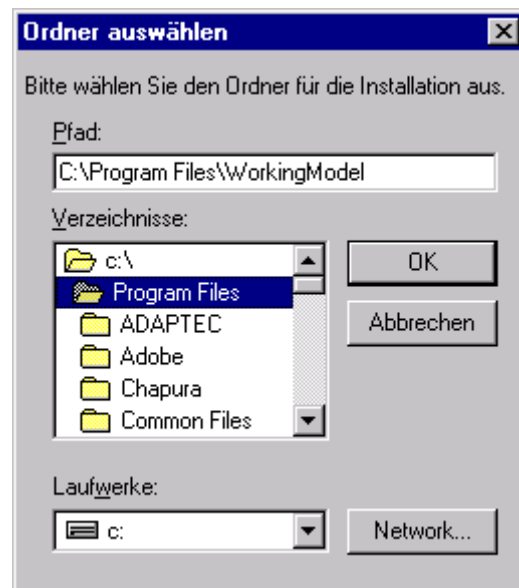 Ordner auswählen
Bitte wählen Sie den Ordner für die Installation aus.
Pfad:
C:\Program Files\WorkingModel
Verzeichnisse:
c:\
Program Files
ADAPTEC
Adobe
Chapura
Common Files
OK
Abbrechen
Laufwerke:
c:
Network...